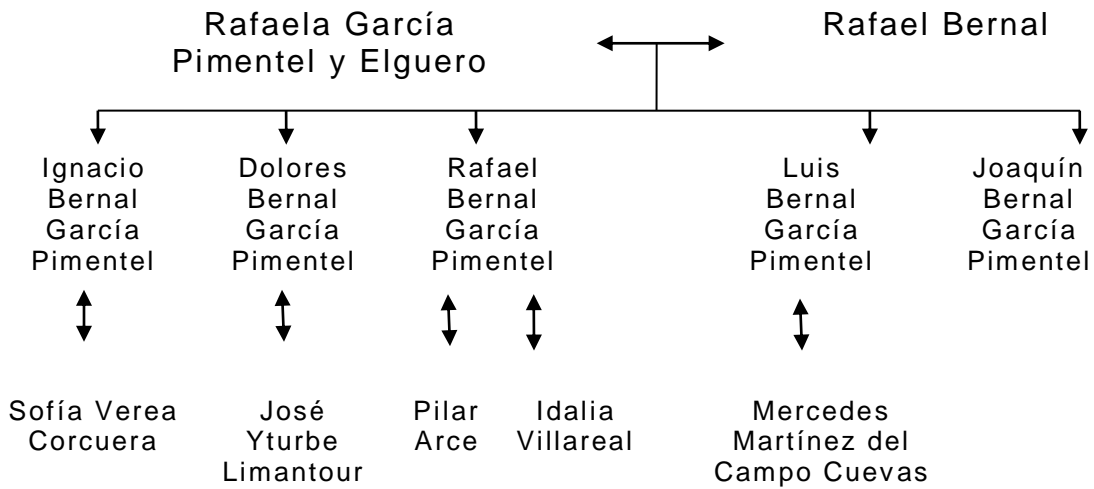 Rafaela García
Pimentel y Elguero
Rafael Bernal
Ignacio
Bernal
García
Pimentel
Dolores
Bernal
García
Pimentel
Rafael
Bernal
García
Pimentel
Luis
Bernal
García
Pimentel
Joaquín
Bernal
García
Pimentel
Sofía Verea
Corcuera
José
Yturbe
Limantour
Pilar
Arce
Idalia
Villareal
Mercedes
Martínez del
Campo Cuevas